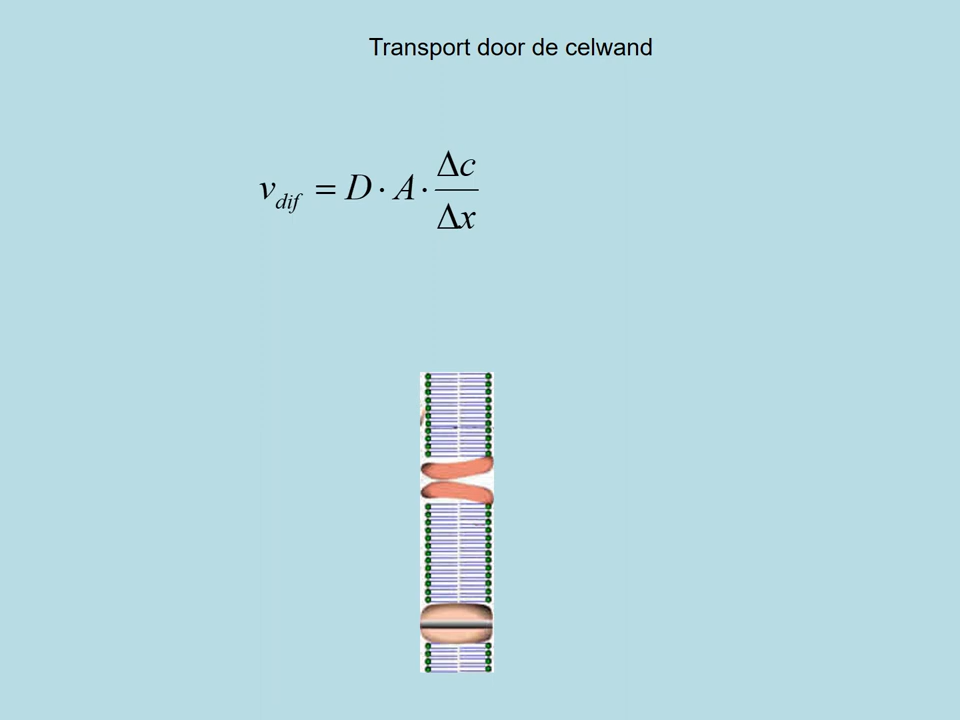 Transport door de celwand
v_dif = D · A · Δc/Δx